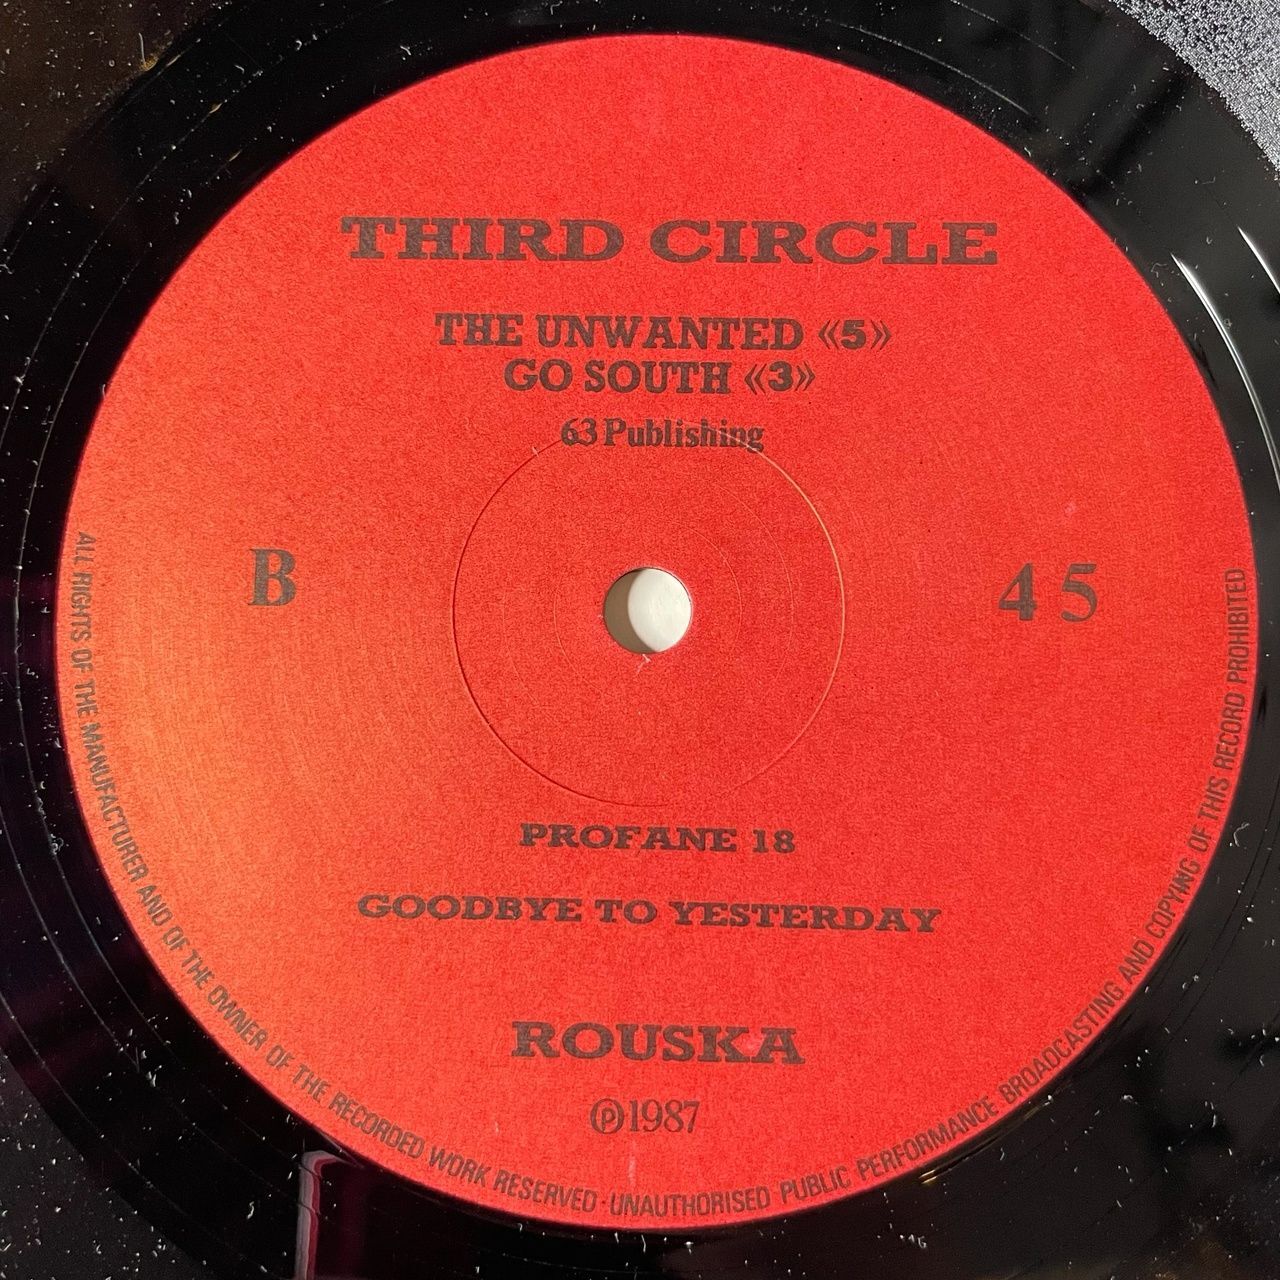 THIRD CIRCLE
THE UNWANTED «5»
GO SOUTH «3»
63 Publishing
B
45
PROFANE 18
GOODBYE TO YESTERDAY
ROUSKA
℗1987
ALL RIGHTS OF THE MANUFACTURER AND OF THE OWNER OF THE RECORDED WORK RESERVED · UNAUTHORISED PUBLIC PERFORMANCE BROADCASTING AND COPYING OF THIS RECORD PROHIBITED